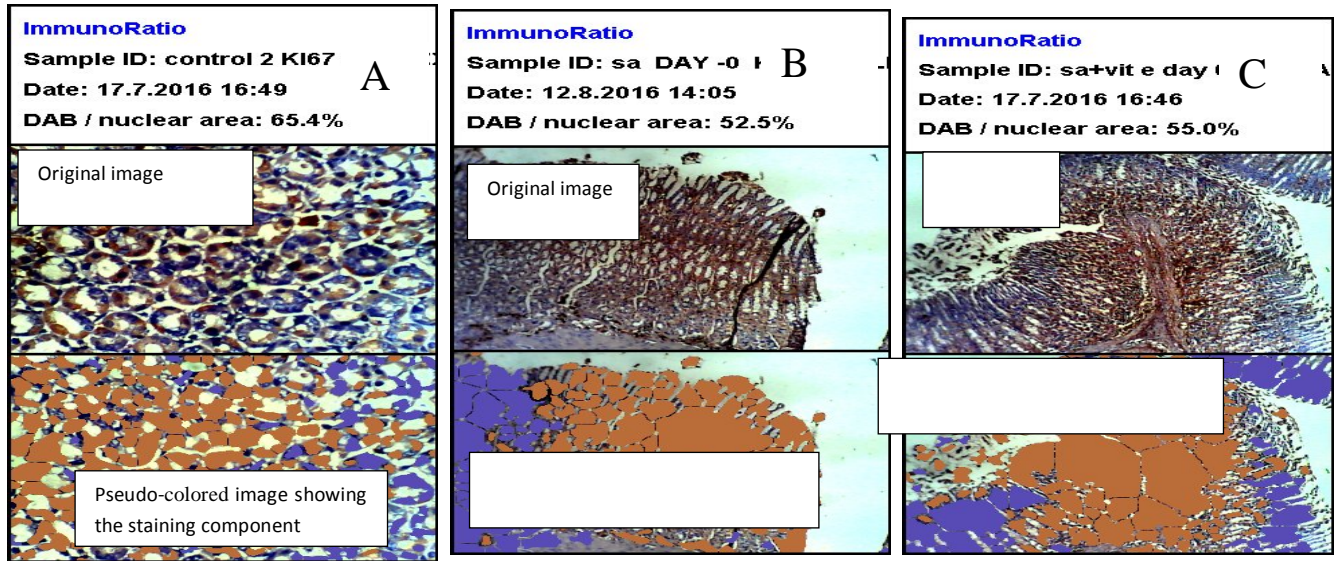 ImmunoRatio
Sample ID: control 2 KI67
Date: 17.7.2016 16:49
DAB / nuclear area: 65.4%
A
Original image
Pseudo-colored image showing
the staining component
ImmunoRatio
Sample ID: sa DAY -0
Date: 12.8.2016 14:05
DAB / nuclear area: 52.5%
B
Original image
ImmunoRatio
Sample ID: sa+vit e day
Date: 17.7.2016 16:46
DAB / nuclear area: 55.0%
C